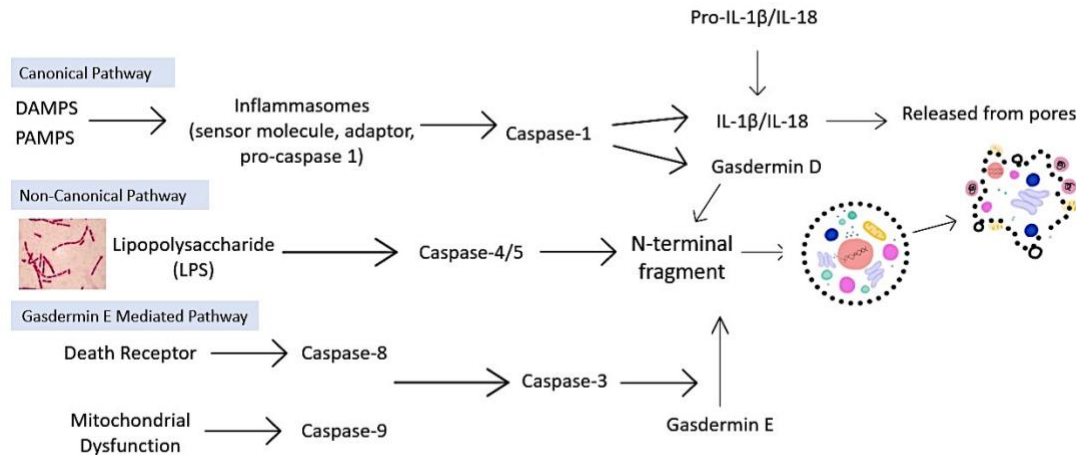 Pro-IL-1β/IL-18
Canonical Pathway
DAMPS
PAMPS
Inflammasomes
(sensor molecule, adaptor,
pro-caspase 1)
Caspase-1
IL-1β/IL-18
Released from pores
Gasdermin D
Non-Canonical Pathway
Lipopolysaccharide
(LPS)
Caspase-4/5
N-terminal
fragment
Gasdermin E Mediated Pathway
Death Receptor
Caspase-8
Caspase-3
Mitochondrial
Dysfunction
Caspase-9
Gasdermin E